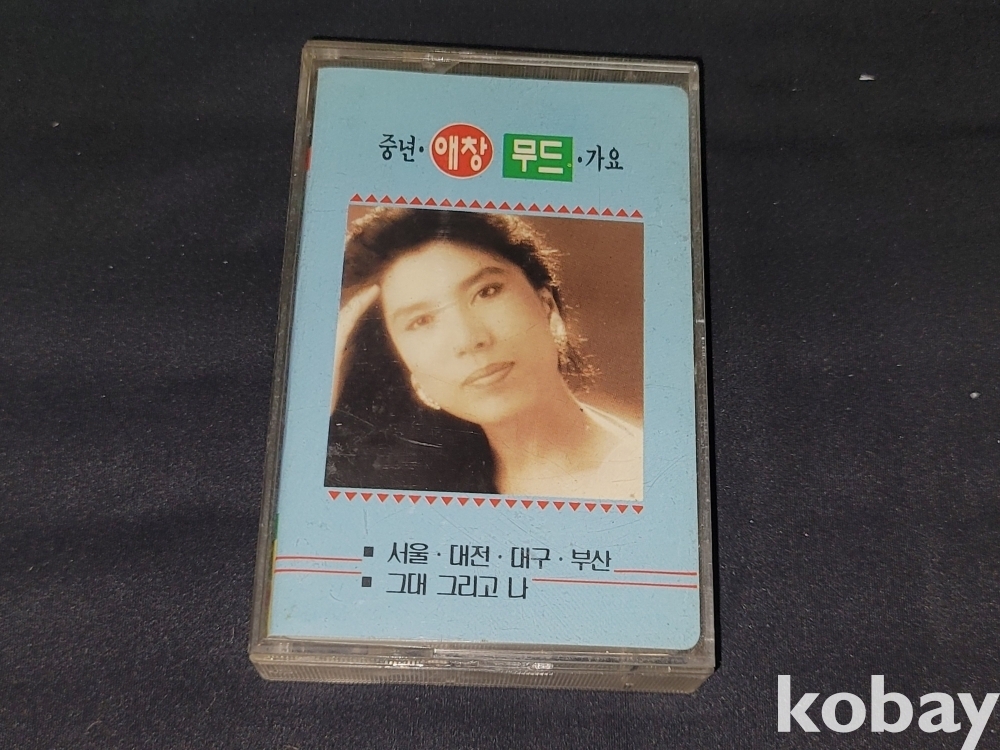 중년·애창 무드·가요
■ 서울·대전·대구·부산
■ 그대 그리고 나
kobay